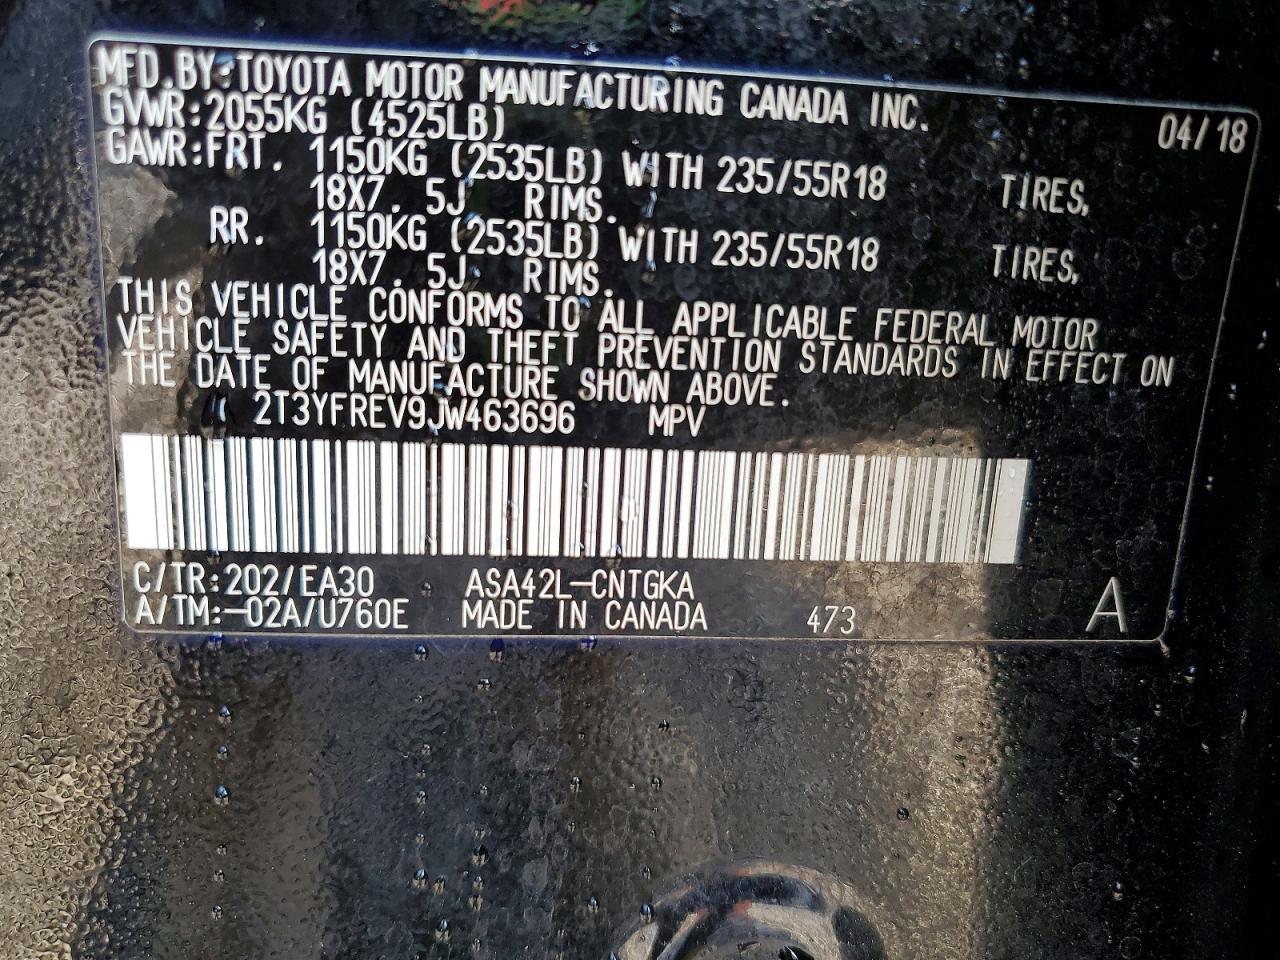 MFD.BY:TOYOTA MOTOR MANUFACTURING CANADA INC. 04/18
GVWR:2055KG (4525LB)
GAWR:FRT. 1150KG (2535LB) WITH 235/55R18 TIRES,
18X7.5J RIMS.
RR. 1150KG (2535LB) WITH 235/55R18 TIRES,
18X7.5J RIMS.
THIS VEHICLE CONFORMS TO ALL APPLICABLE FEDERAL MOTOR
VEHICLE SAFETY AND THEFT PREVENTION STANDARDS IN EFFECT ON
THE DATE OF MANUFACTURE SHOWN ABOVE.
2T3YFREV9JW463696 MPV
C/TR:202/EA30 ASA42L-CNTGKA
A/TM:-02A/U760E MADE IN CANADA 473 A